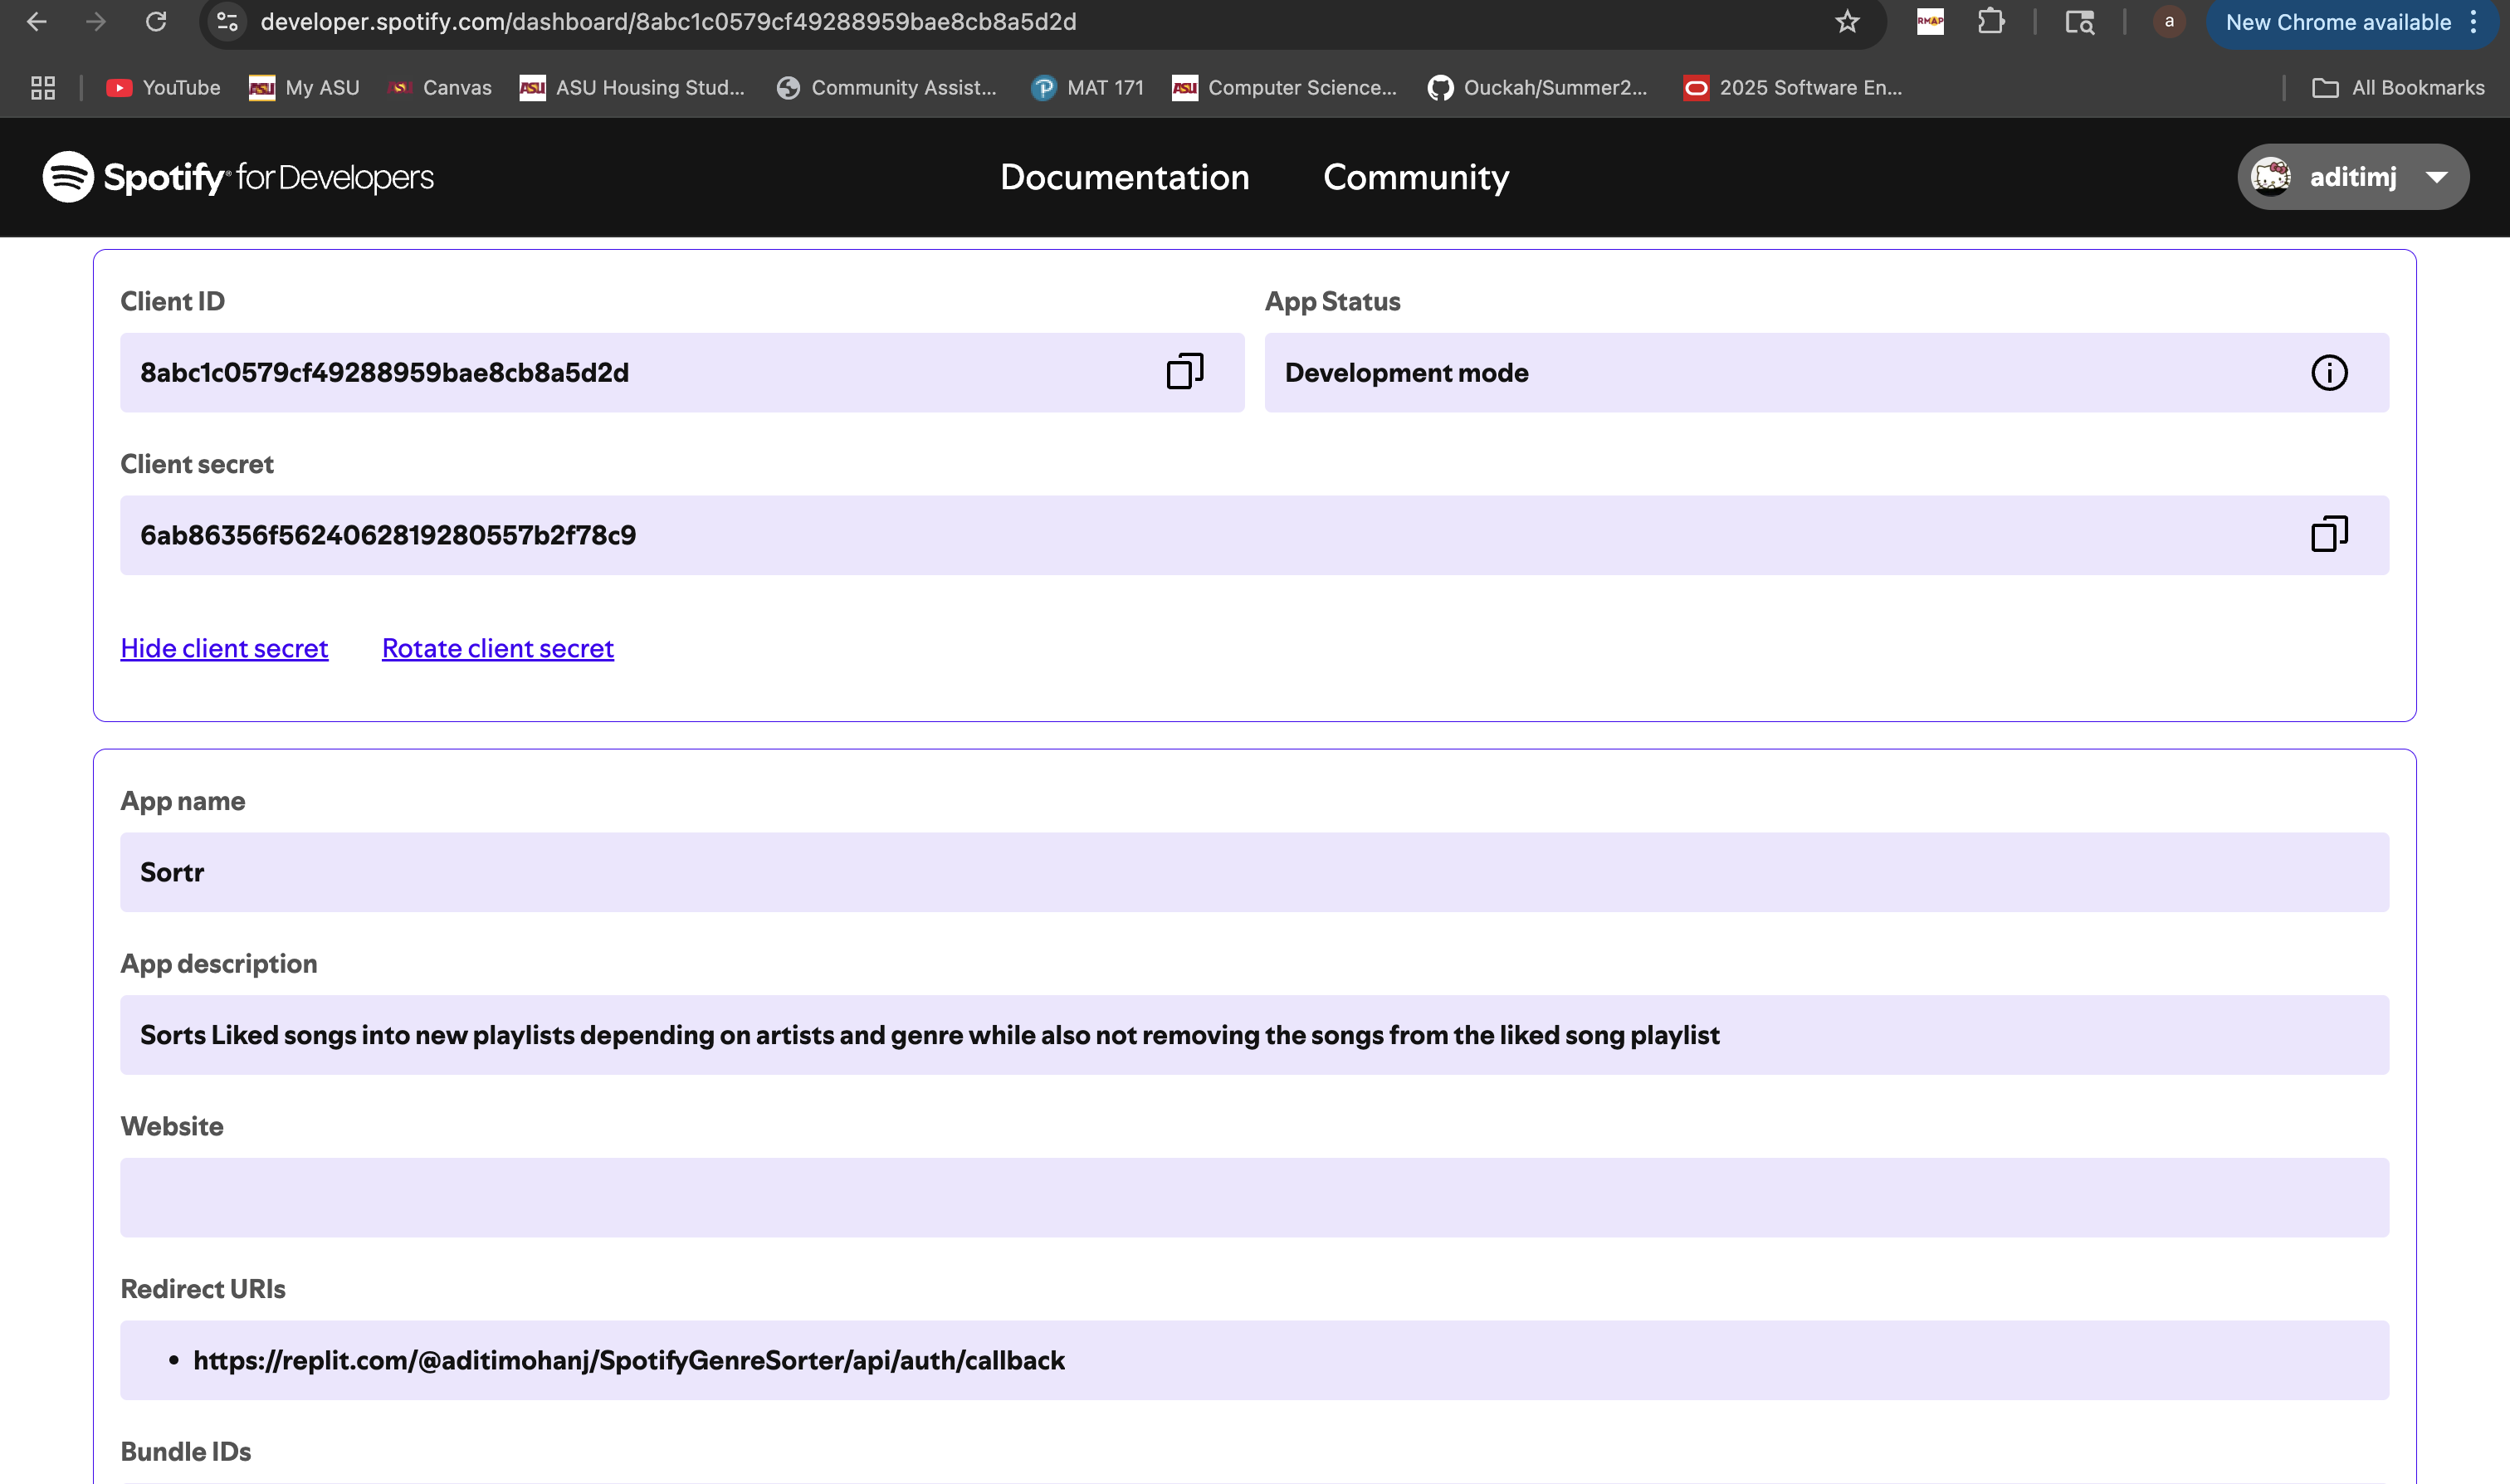 developer.spotify.com/dashboard/8abc1c0579cf49288959bae8cb8a5d2d
RMAP
a
New Chrome available
YouTube
ASU
My ASU
Canvas
ASU
ASU Housing Stud...
Community Assist...
MAT 171
ASU
Computer Science...
Ouckah/Summer2...
2025 Software En...
All Bookmarks
Spotify for Developers
Documentation
Community
aditimj
Client ID
App Status
8abc1c0579cf49288959bae8cb8a5d2d
Development mode
Client secret
6ab86356f5624062819280557b2f78c9
Hide client secret
Rotate client secret
App name
Sortr
App description
Sorts Liked songs into new playlists depending on artists and genre while also not removing the songs from the liked song playlist
Website
Redirect URIs
• https://replit.com/@aditimohanj/SpotifyGenreSorter/api/auth/callback
Bundle IDs